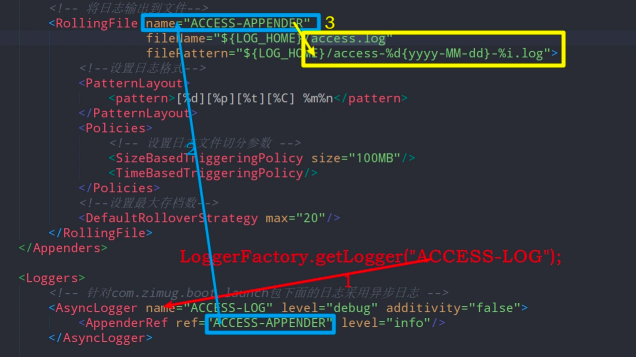 <!-- 将日志输出到文件-->
<RollingFile name="ACCESS-APPENDER" 3
fileName="${LOG_HOME}/access.log"
filePattern="${LOG_HOME}/access-%d{yyyy-MM-dd}-%i.log">
<!--设置日志格式-->
<PatternLayout>
<pattern>[%d][%p][%t][%C] %m%n</pattern>
</PatternLayout>
<Policies>
<!-- 设置日志文件切分参数 -->
2
<SizeBasedTriggeringPolicy size="100MB"/>
<TimeBasedTriggeringPolicy/>
</Policies>
<!--设置最大存档数-->
<DefaultRolloverStrategy max="20"/>
</RollingFile>
</Appenders>
LoggerFactory.getLogger("ACCESS-LOG");
<Loggers>
1
<!-- 针对com.zimug.boot.launch包下面的日志采用异步日志 -->
<AsyncLogger name="ACCESS-LOG" level="debug" additivity="false">
<AppenderRef ref="ACCESS-APPENDER" level="info"/>
</AsyncLogger>